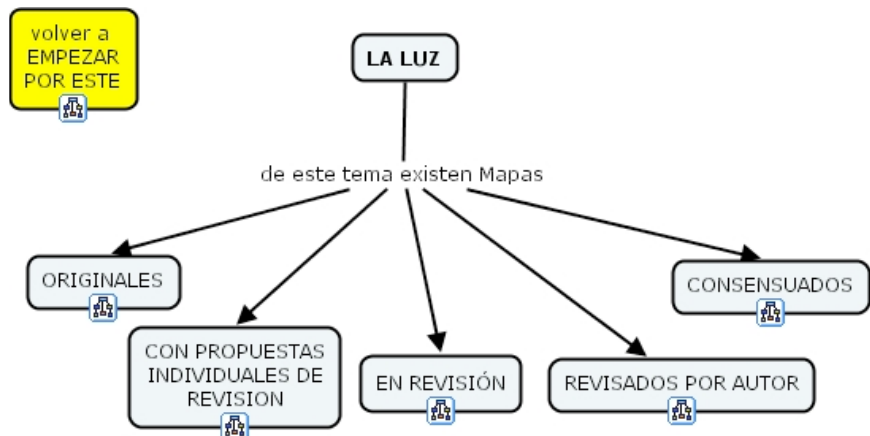 volver a
EMPEZAR
POR ESTE
LA LUZ
de este tema existen Mapas
ORIGINALES
CONSENSUADOS
CON PROPUESTAS
INDIVIDUALES DE
REVISION
EN REVISIÓN
REVISADOS POR AUTOR